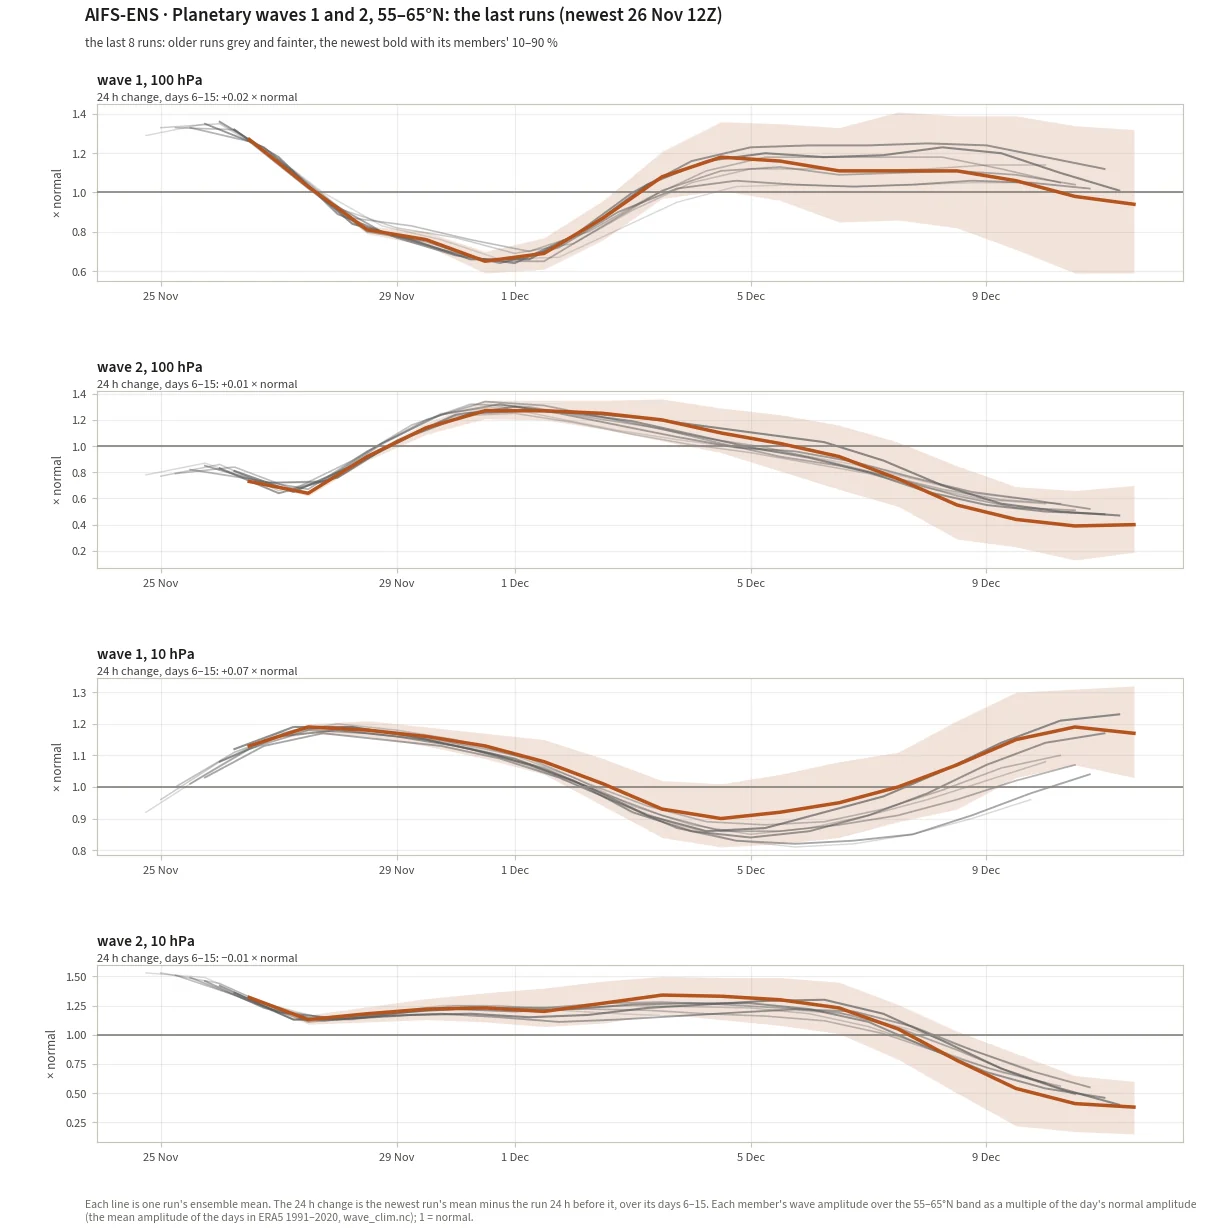 AIFS-ENS · Planetary waves 1 and 2, 55–65°N: the last runs (newest 26 Nov 12Z)
the last 8 runs: older runs grey and fainter, the newest bold with its members' 10–90 %
wave 1, 100 hPa
24 h change, days 6–15: +0.02 × normal
1.4
1.2
1.0
0.8
0.6
× normal
25 Nov
29 Nov
1 Dec
5 Dec
9 Dec
wave 2, 100 hPa
24 h change, days 6–15: +0.01 × normal
1.4
1.2
1.0
0.8
0.6
0.4
0.2
× normal
25 Nov
29 Nov
1 Dec
5 Dec
9 Dec
wave 1, 10 hPa
24 h change, days 6–15: +0.07 × normal
1.3
1.2
1.1
1.0
0.9
0.8
× normal
25 Nov
29 Nov
1 Dec
5 Dec
9 Dec
wave 2, 10 hPa
24 h change, days 6–15: −0.01 × normal
1.50
1.25
1.00
0.75
0.50
0.25
× normal
25 Nov
29 Nov
1 Dec
5 Dec
9 Dec
Each line is one run's ensemble mean. The 24 h change is the newest run's mean minus the run 24 h before it, over its days 6–15. Each member's wave amplitude over the 55–65°N band as a multiple of the day's normal amplitude
(the mean amplitude of the days in ERA5 1991–2020, wave_clim.nc); 1 = normal.